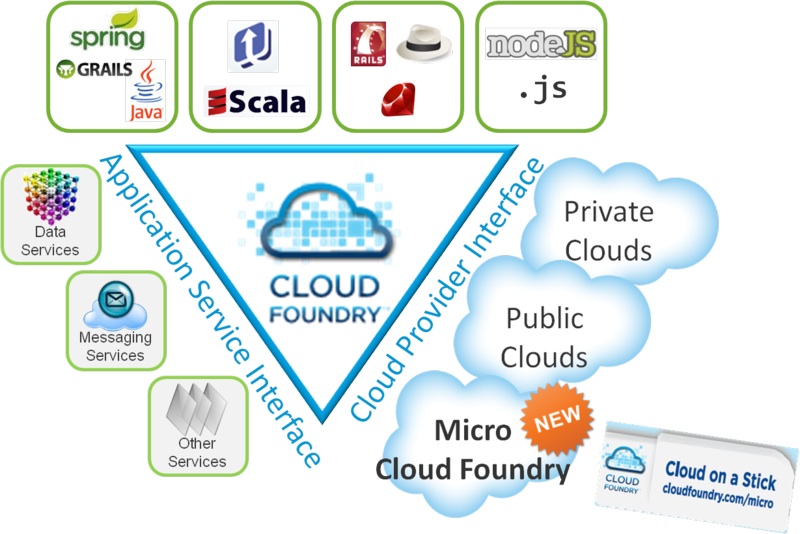 spring
GRAILS
Java
Scala
RAILS
nodeJS
.js
Application Service Interface
Cloud Provider Interface
CLOUD
FOUNDRY™
Data
Services
Messaging
Services
Other
Services
Private
Clouds
Public
Clouds
NEW
Micro
Cloud Foundry
CLOUD
FOUNDRY
Cloud on a Stick
cloudfoundry.com/micro